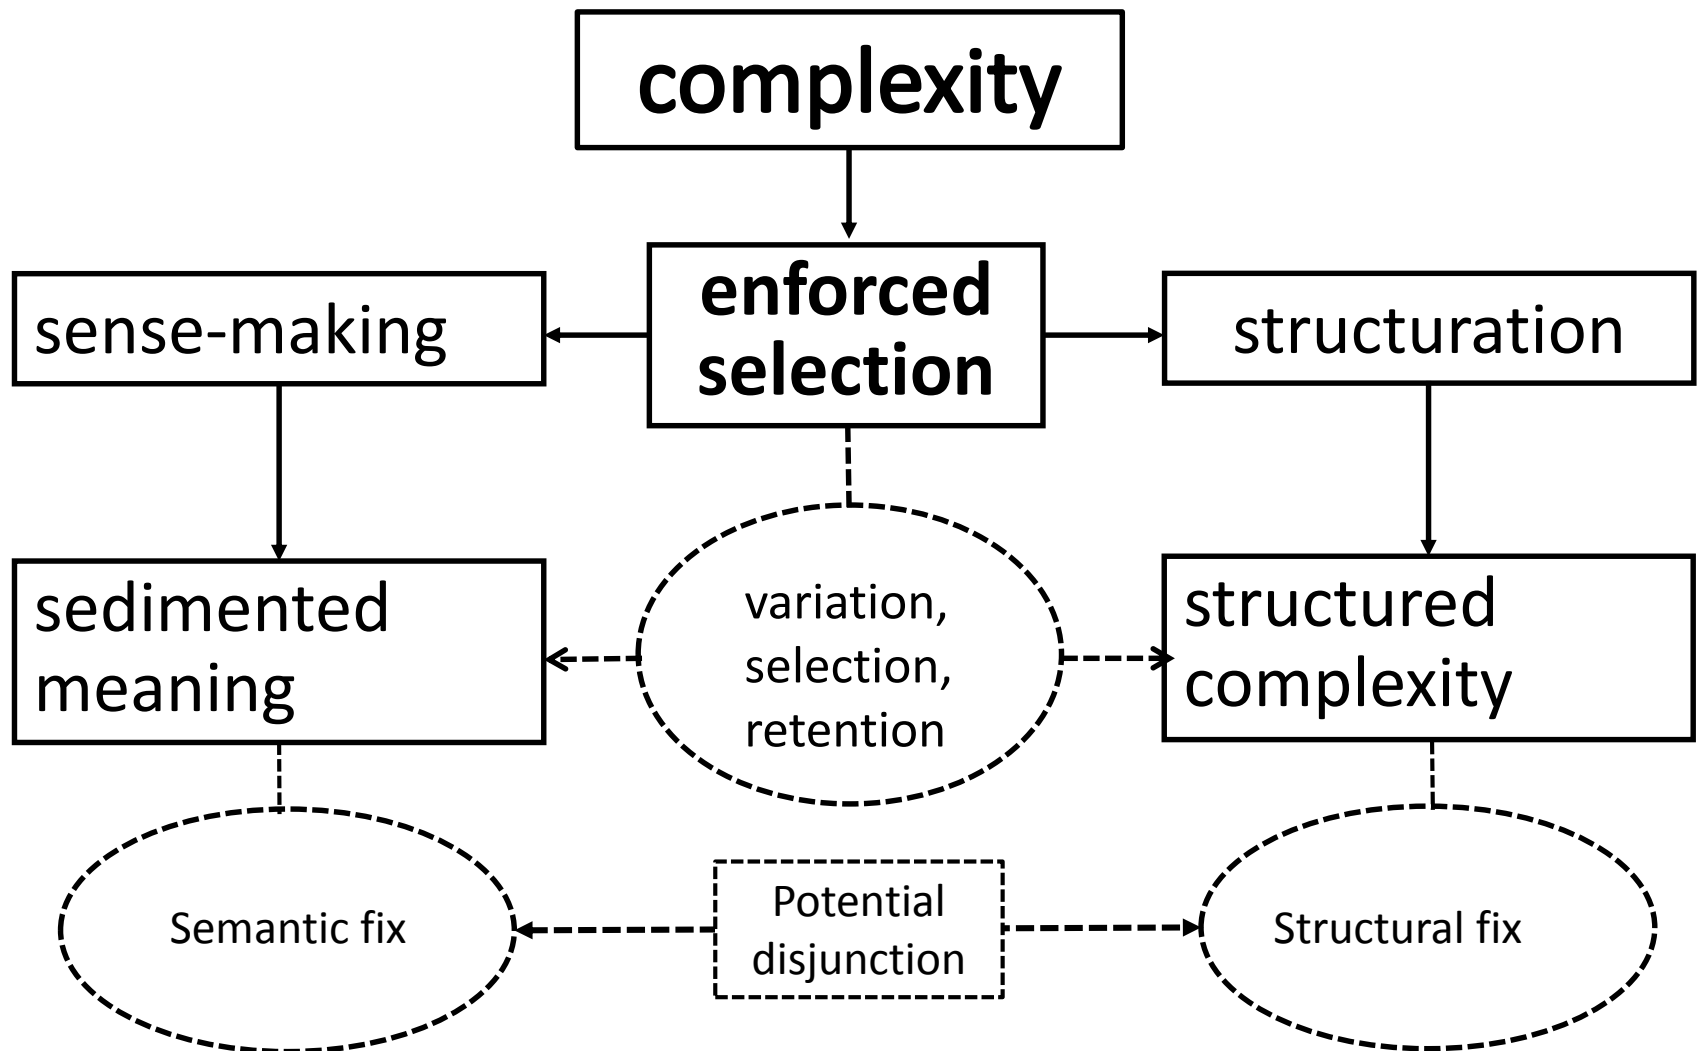 complexity
enforced
selection
sense-making
structuration
sedimented
meaning
variation,
selection,
retention
structured
complexity
Semantic fix
Potential
disjunction
Structural fix